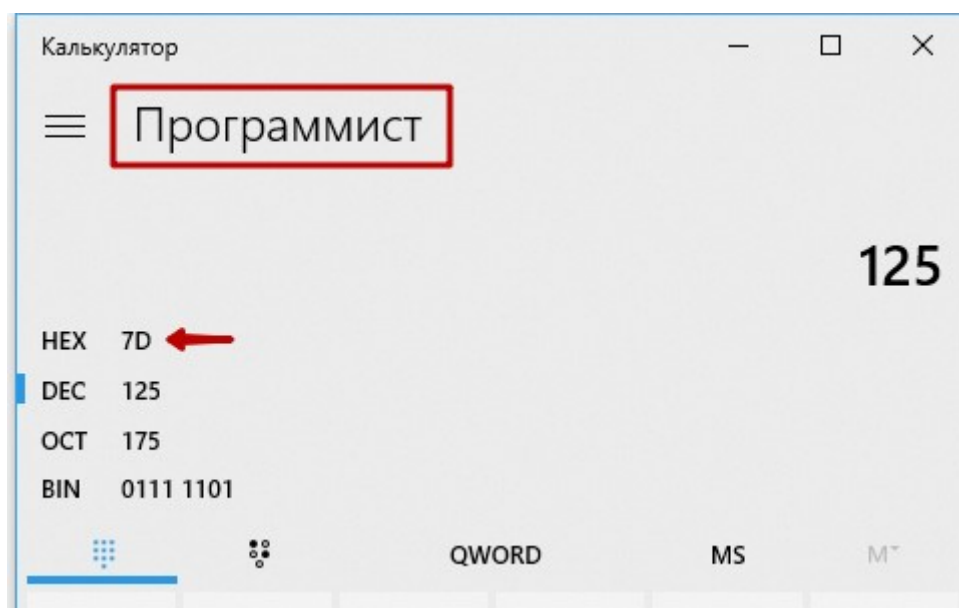 Калькулятор
Программист
125
HEX 7D
DEC 125
OCT 175
BIN 0111 1101
QWORD MS M